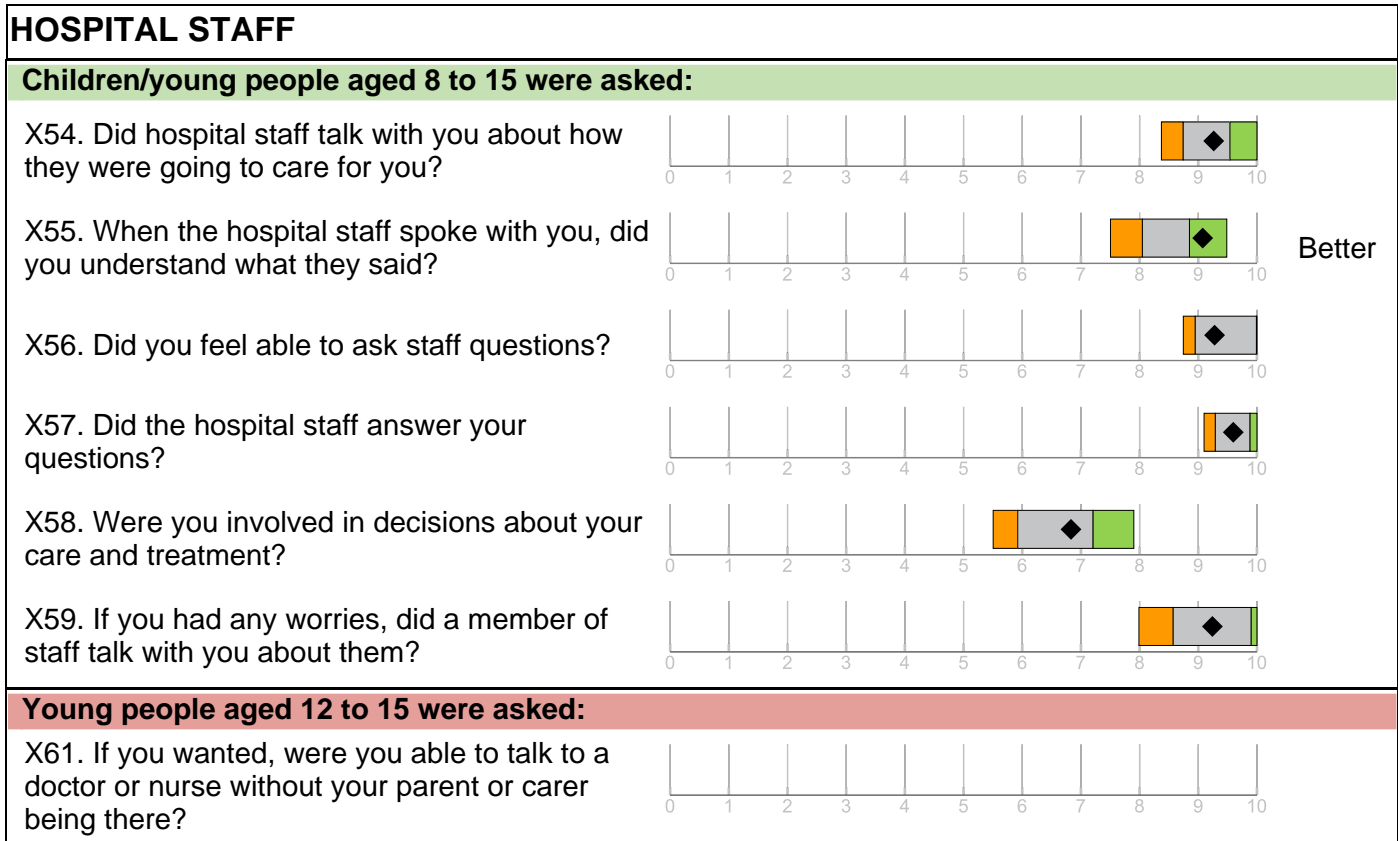 HOSPITAL STAFF
Children/young people aged 8 to 15 were asked:
X54. Did hospital staff talk with you about how
they were going to care for you?
0 1 2 3 4 5 6 7 8 9 10
X55. When the hospital staff spoke with you, did
you understand what they said?
0 1 2 3 4 5 6 7 8 9 10
Better
X56. Did you feel able to ask staff questions?
0 1 2 3 4 5 6 7 8 9 10
X57. Did the hospital staff answer your
questions?
0 1 2 3 4 5 6 7 8 9 10
X58. Were you involved in decisions about your
care and treatment?
0 1 2 3 4 5 6 7 8 9 10
X59. If you had any worries, did a member of
staff talk with you about them?
0 1 2 3 4 5 6 7 8 9 10
Young people aged 12 to 15 were asked:
X61. If you wanted, were you able to talk to a
doctor or nurse without your parent or carer
being there?
0 1 2 3 4 5 6 7 8 9 10